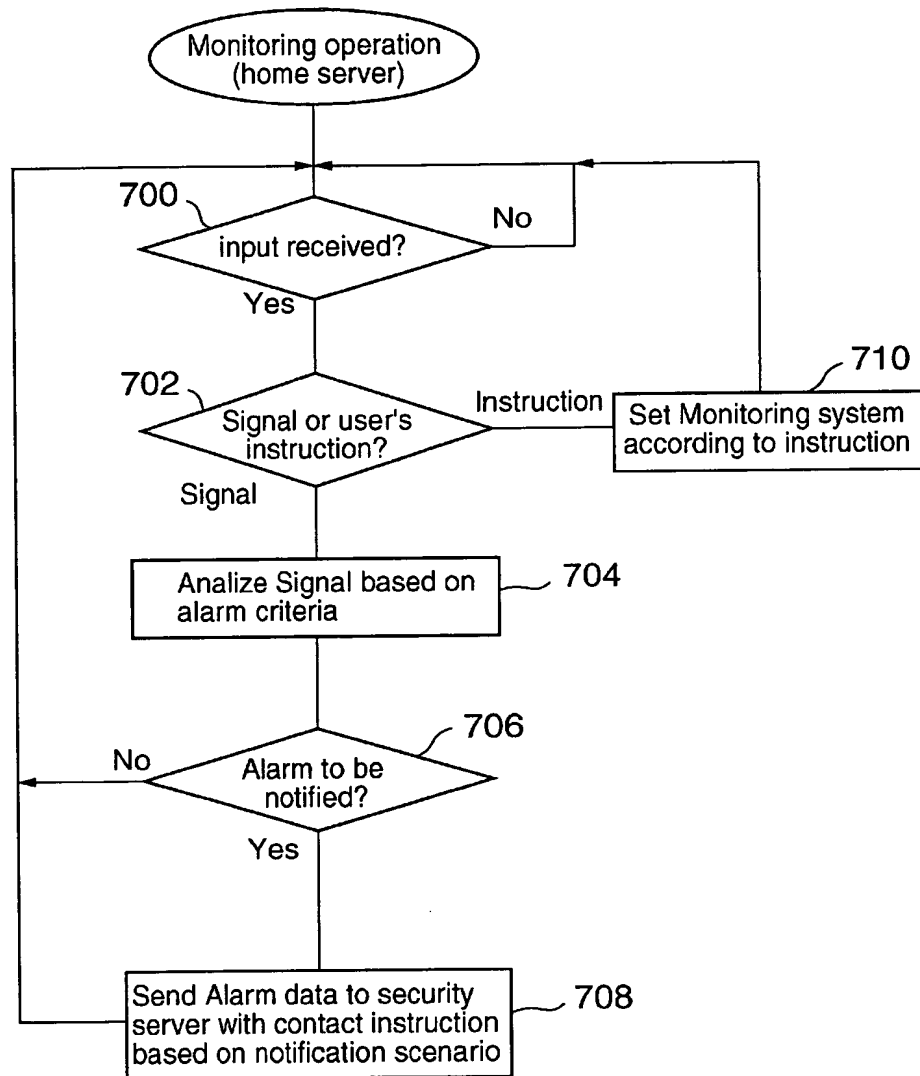 Monitoring operation
(home server)
700
input received?
No
Yes
702
Signal or user's
instruction?
Instruction
710
Set Monitoring system
according to instruction
Signal
Analize Signal based on
alarm criteria
704
706
No
Alarm to be
notified?
Yes
Send Alarm data to security
server with contact instruction
based on notification scenario
708